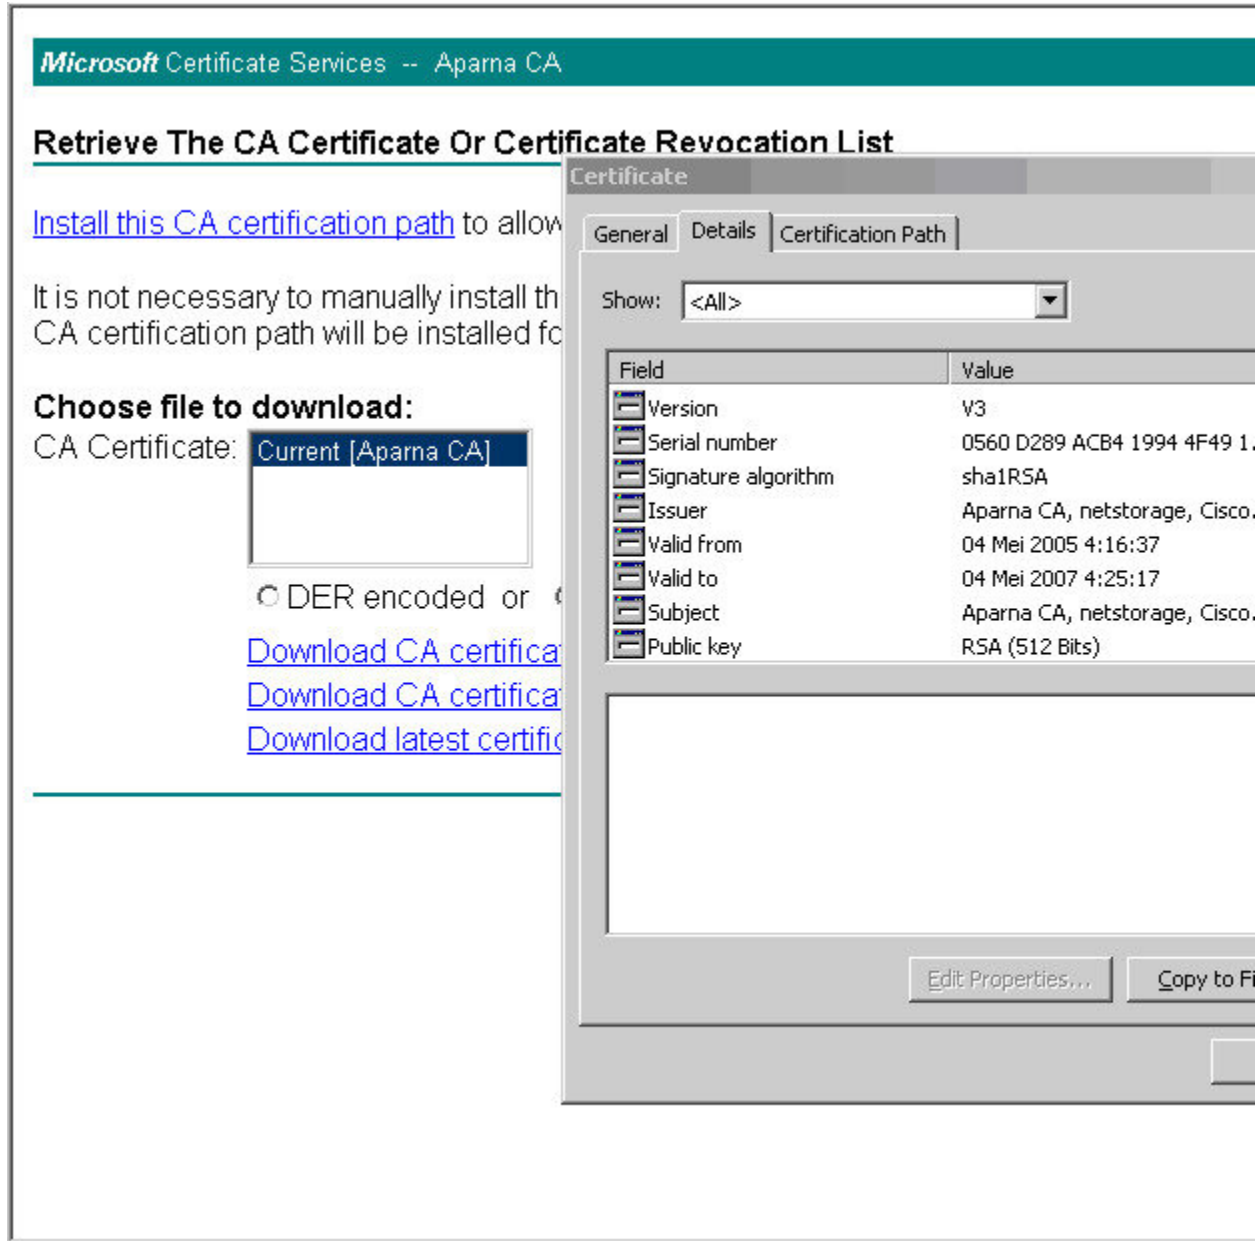 Microsoft Certificate Services -- Aparna CA
Retrieve The CA Certificate Or Certificate Revocation List
Install this CA certification path to allow
It is not necessary to manually install th
CA certification path will be installed fo
Choose file to download:
CA Certificate:
Current [Aparna CA]
DER encoded or
Download CA certifica
Download CA certifica
Download latest certific
Certificate
General Details Certification Path
Show: <All>
Field Value
Version V3
Serial number 0560 D289 ACB4 1994 4F49 1.
Signature algorithm sha1RSA
Issuer Aparna CA, netstorage, Cisco.
Valid from 04 Mei 2005 4:16:37
Valid to 04 Mei 2007 4:25:17
Subject Aparna CA, netstorage, Cisco.
Public key RSA (512 Bits)
Edit Properties... Copy to Fi